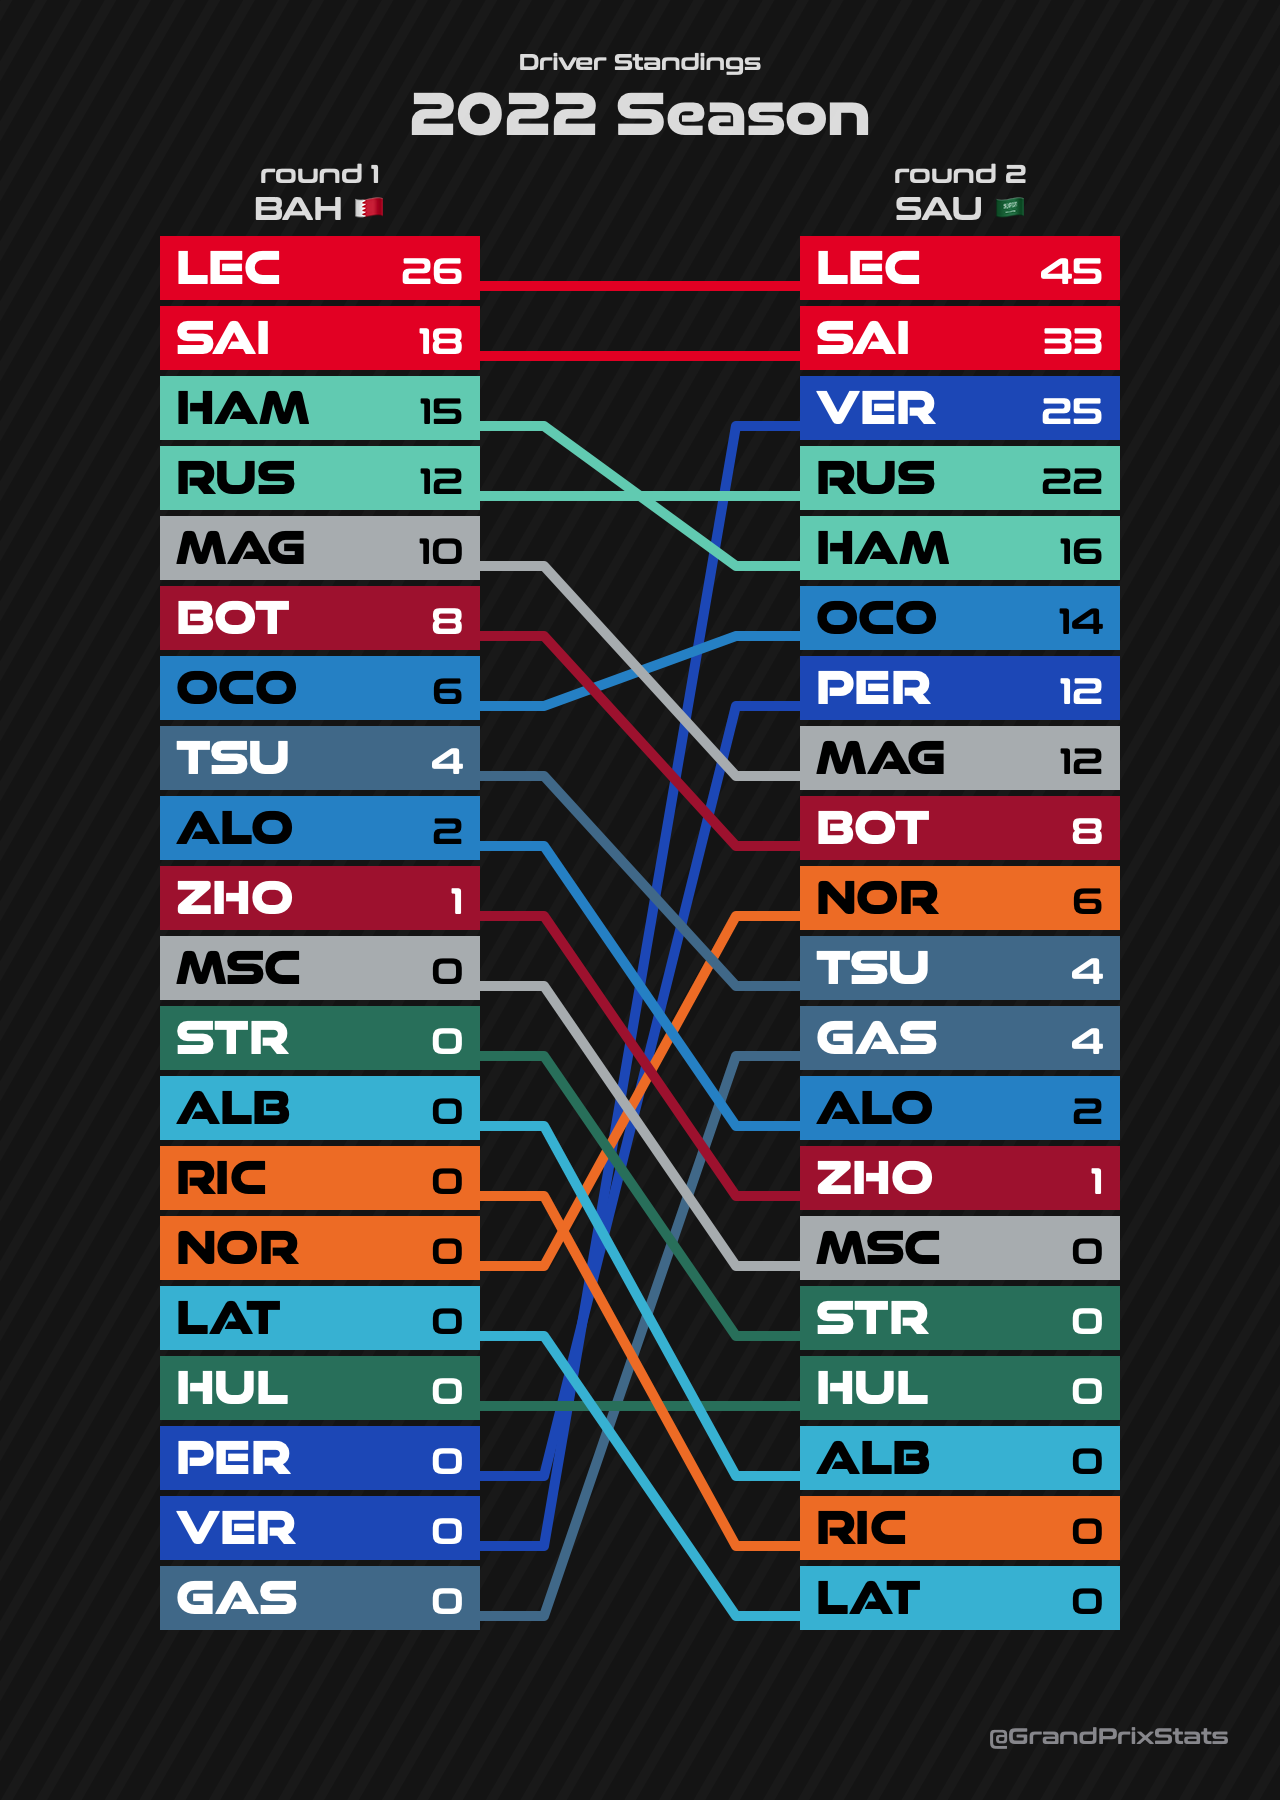 Driver Standings
2022 Season
round 1
BAH 🇧🇭
LEC 26
SAI 18
HAM 15
RUS 12
MAG 10
BOT 8
OCO 6
TSU 4
ALO 2
ZHO 1
MSC 0
STR 0
ALB 0
RIC 0
NOR 0
LAT 0
HUL 0
PER 0
VER 0
GAS 0
round 2
SAU 🇸🇦
LEC 45
SAI 33
VER 25
RUS 22
HAM 16
OCO 14
PER 12
MAG 12
BOT 8
NOR 6
TSU 4
GAS 4
ALO 2
ZHO 1
MSC 0
STR 0
HUL 0
ALB 0
RIC 0
LAT 0
@GrandPrixStats